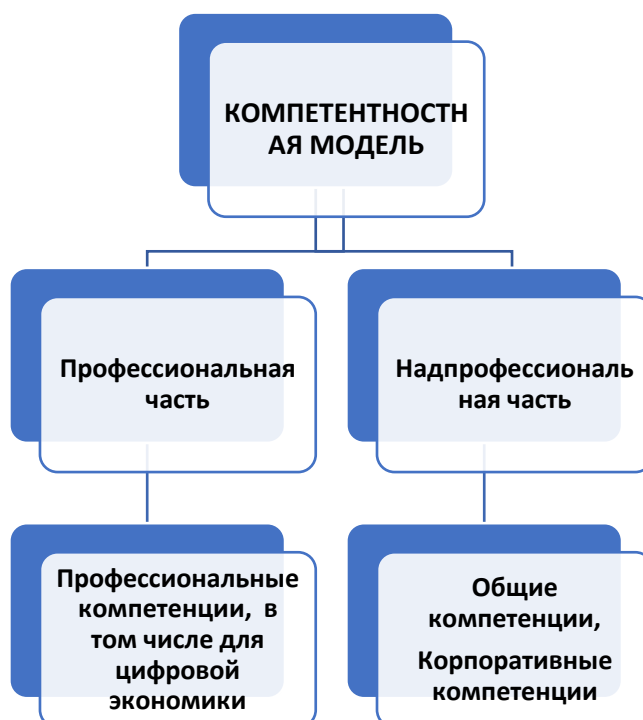 КОМПЕТЕНТНОСТН
АЯ МОДЕЛЬ
Профессиональная
часть
Надпрофессиональ
ная часть
Профессиональные
компетенции, в
том числе для
цифровой
экономики
Общие
компетенции,
Корпоративные
компетенции